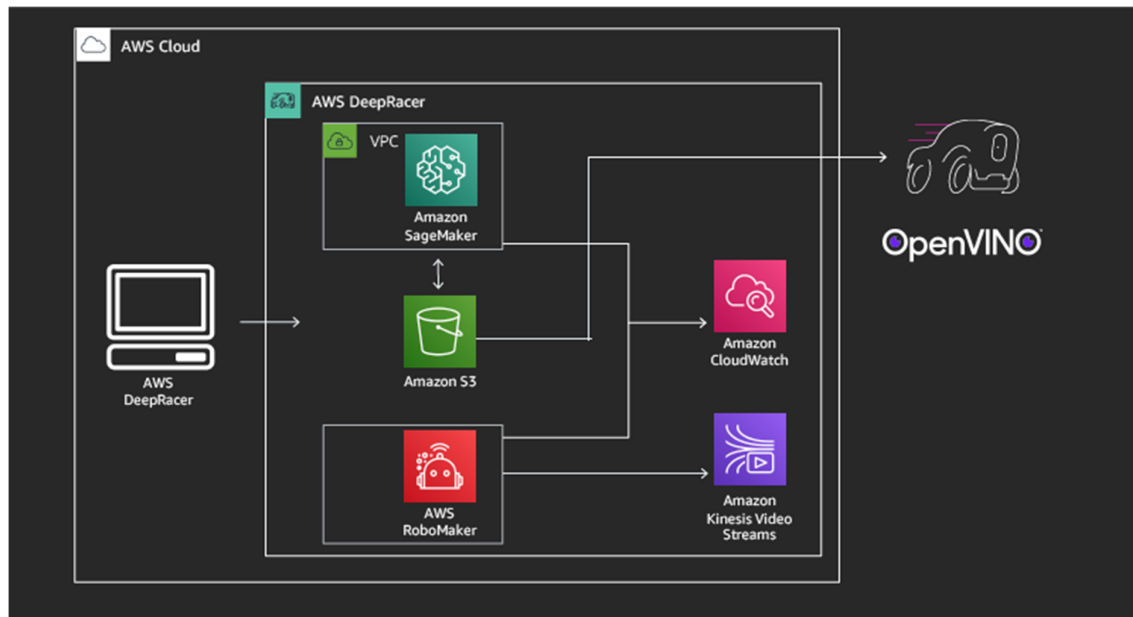 AWS Cloud
AWS DeepRacer
VPC
Amazon
SageMaker
OpenVINO
AWS
DeepRacer
Amazon S3
Amazon
CloudWatch
AWS
RoboMaker
Amazon
Kinesis Video
Streams